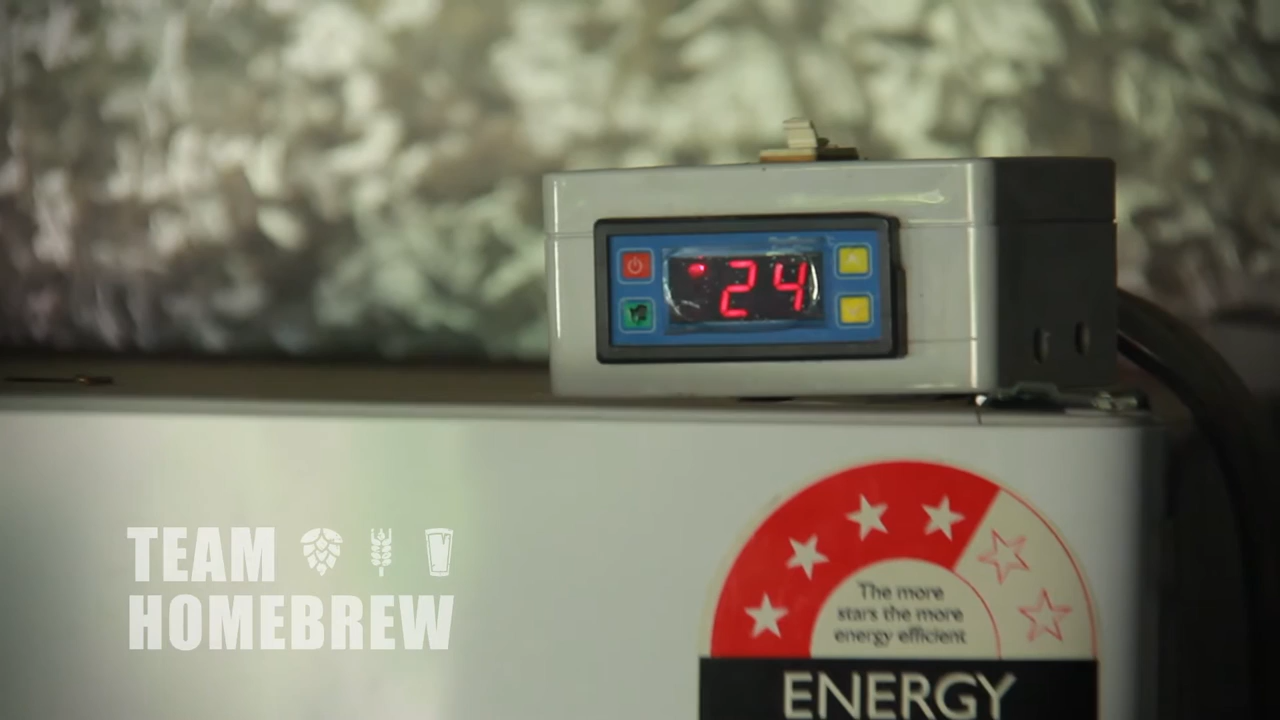 24
TEAM
HOMEBREW
The more
stars the more
energy efficient
ENERGY